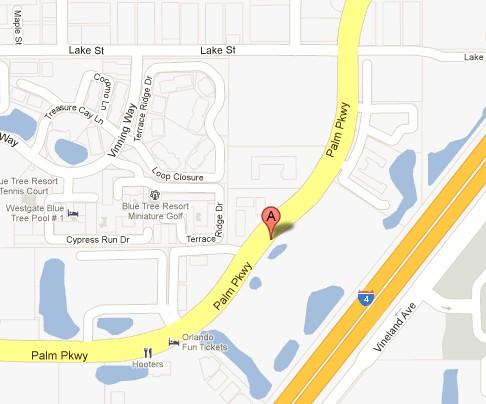 Maple St
Lake St
Lake St
Lake
Cocomo Ln
Treasure Cay Ln
Vinning Way
Terrace Ridge Dr
Way
Loop Closure
Palm Pkwy
Blue Tree Resort
Tennis Court
Westgate Blue
Tree Pool # 1
Blue Tree Resort
Miniature Golf
Terrace
Ridge Dr
A
Cypress Run Dr
Palm Pkwy
4
Vineland Ave
Orlando
Fun Tickets
Palm Pkwy
Hooters